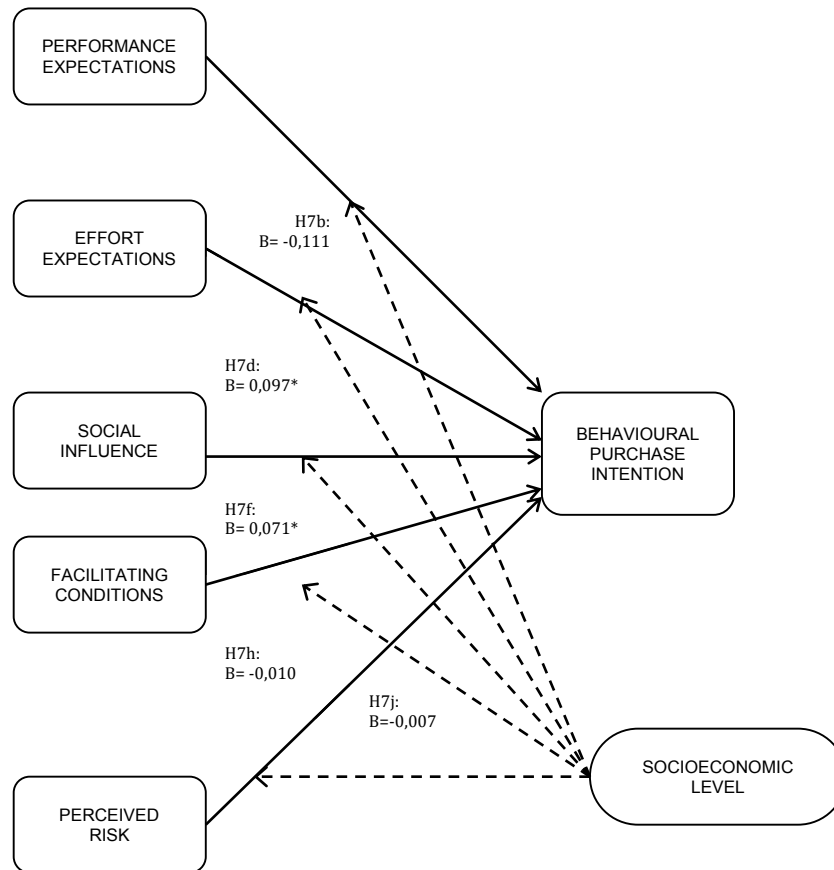 PERFORMANCE
EXPECTATIONS
EFFORT
EXPECTATIONS
H7b:
B= -0,111
H7d:
B= 0,097*
SOCIAL
INFLUENCE
BEHAVIOURAL
PURCHASE
INTENTION
H7f:
B= 0,071*
FACILITATING
CONDITIONS
H7h:
B= -0,010
H7j:
B=-0,007
SOCIOECONOMIC
LEVEL
PERCEIVED
RISK